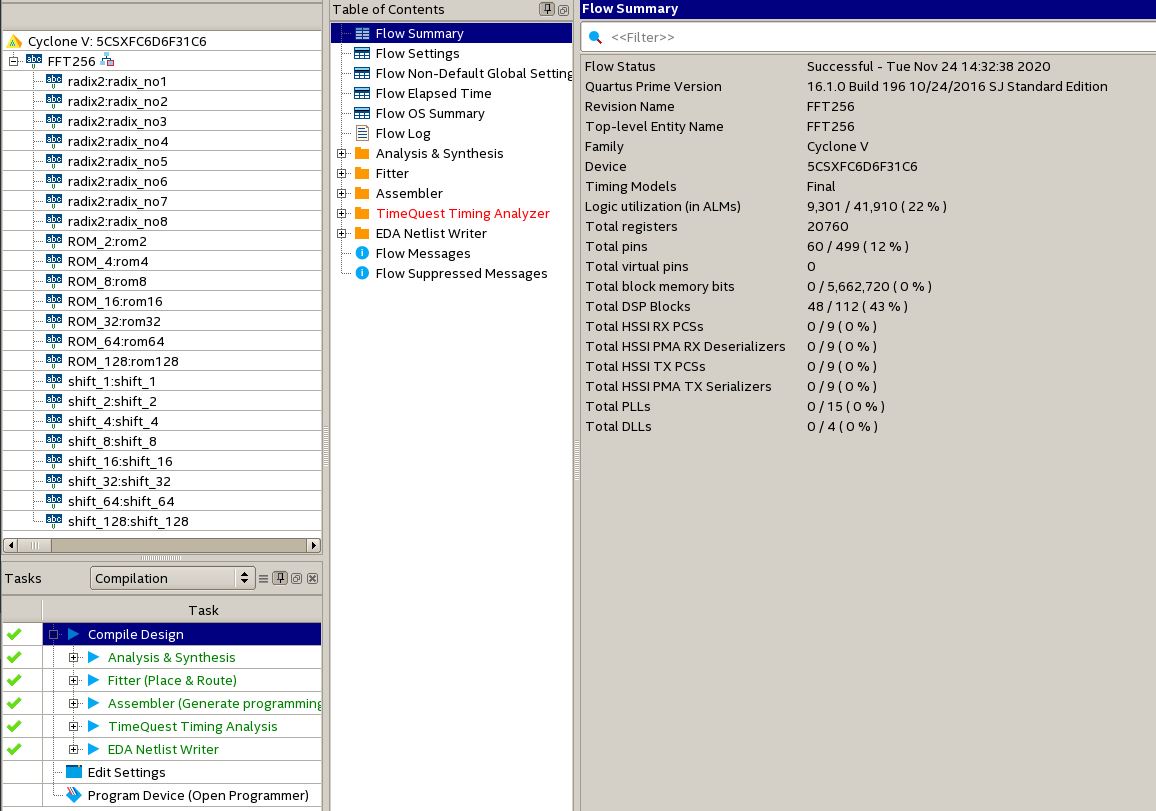 Cyclone V: 5CSXFC6D6F31C6
FFT256
radix2:radix_no1
radix2:radix_no2
radix2:radix_no3
radix2:radix_no4
radix2:radix_no5
radix2:radix_no6
radix2:radix_no7
radix2:radix_no8
ROM_2:rom2
ROM_4:rom4
ROM_8:rom8
ROM_16:rom16
ROM_32:rom32
ROM_64:rom64
ROM_128:rom128
shift_1:shift_1
shift_2:shift_2
shift_4:shift_4
shift_8:shift_8
shift_16:shift_16
shift_32:shift_32
shift_64:shift_64
shift_128:shift_128
Tasks Compilation
Task
Compile Design
Analysis & Synthesis
Fitter (Place & Route)
Assembler (Generate programming
TimeQuest Timing Analysis
EDA Netlist Writer
Edit Settings
Program Device (Open Programmer)
Table of Contents
Flow Summary
Flow Settings
Flow Non-Default Global Setting
Flow Elapsed Time
Flow OS Summary
Flow Log
Analysis & Synthesis
Fitter
Assembler
TimeQuest Timing Analyzer
EDA Netlist Writer
Flow Messages
Flow Suppressed Messages
Flow Summary
<<Filter>>
Flow Status Successful - Tue Nov 24 14:32:38 2020
Quartus Prime Version 16.1.0 Build 196 10/24/2016 SJ Standard Edition
Revision Name FFT256
Top-level Entity Name FFT256
Family Cyclone V
Device 5CSXFC6D6F31C6
Timing Models Final
Logic utilization (in ALMs) 9,301 / 41,910 ( 22 % )
Total registers 20760
Total pins 60 / 499 ( 12 % )
Total virtual pins 0
Total block memory bits 0 / 5,662,720 ( 0 % )
Total DSP Blocks 48 / 112 ( 43 % )
Total HSSI RX PCSs 0 / 9 ( 0 % )
Total HSSI PMA RX Deserializers 0 / 9 ( 0 % )
Total HSSI TX PCSs 0 / 9 ( 0 % )
Total HSSI PMA TX Serializers 0 / 9 ( 0 % )
Total PLLs 0 / 15 ( 0 % )
Total DLLs 0 / 4 ( 0 % )